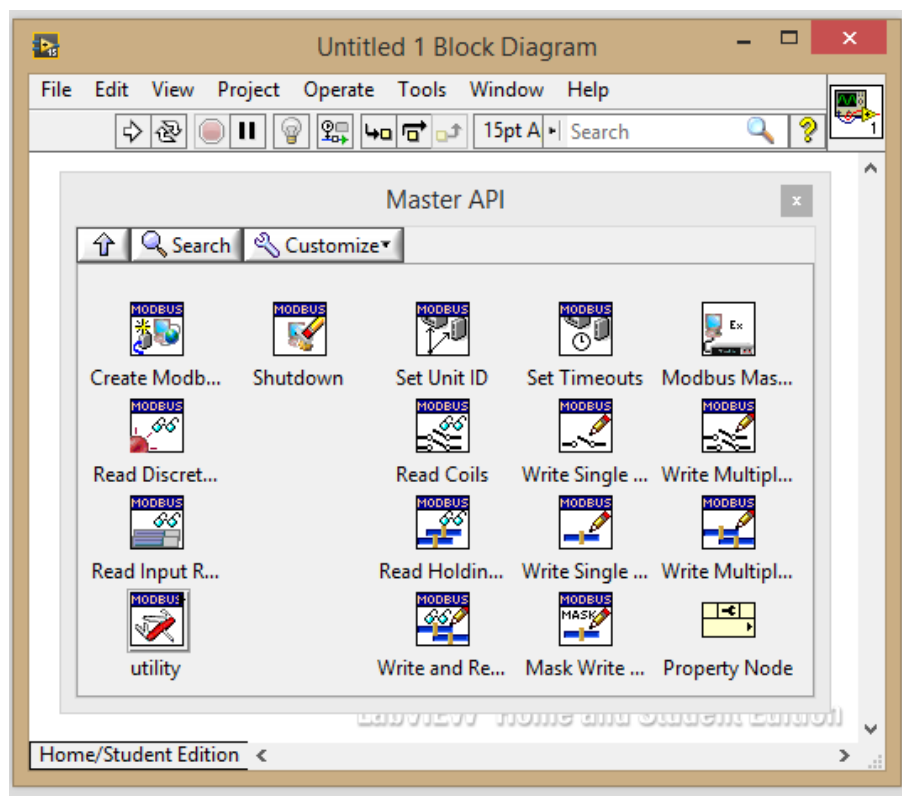 Untitled 1 Block Diagram
File Edit View Project Operate Tools Window Help
15pt A Search
1
Master API
Search Customize
MODBUS MODBUS MODBUS MODBUS Ex
Create Modb... Shutdown Set Unit ID Set Timeouts Modbus Mas...
MODBUS MODBUS MODBUS MODBUS
Read Discret... Read Coils Write Single ... Write Multipl...
MODBUS MODBUS MODBUS MODBUS
Read Input R... Read Holdin... Write Single ... Write Multipl...
MODBUS MODBUS MODBUS
MASK
utility Write and Re... Mask Write ... Property Node
LabVIEW Home and Student Edition
Home/Student Edition